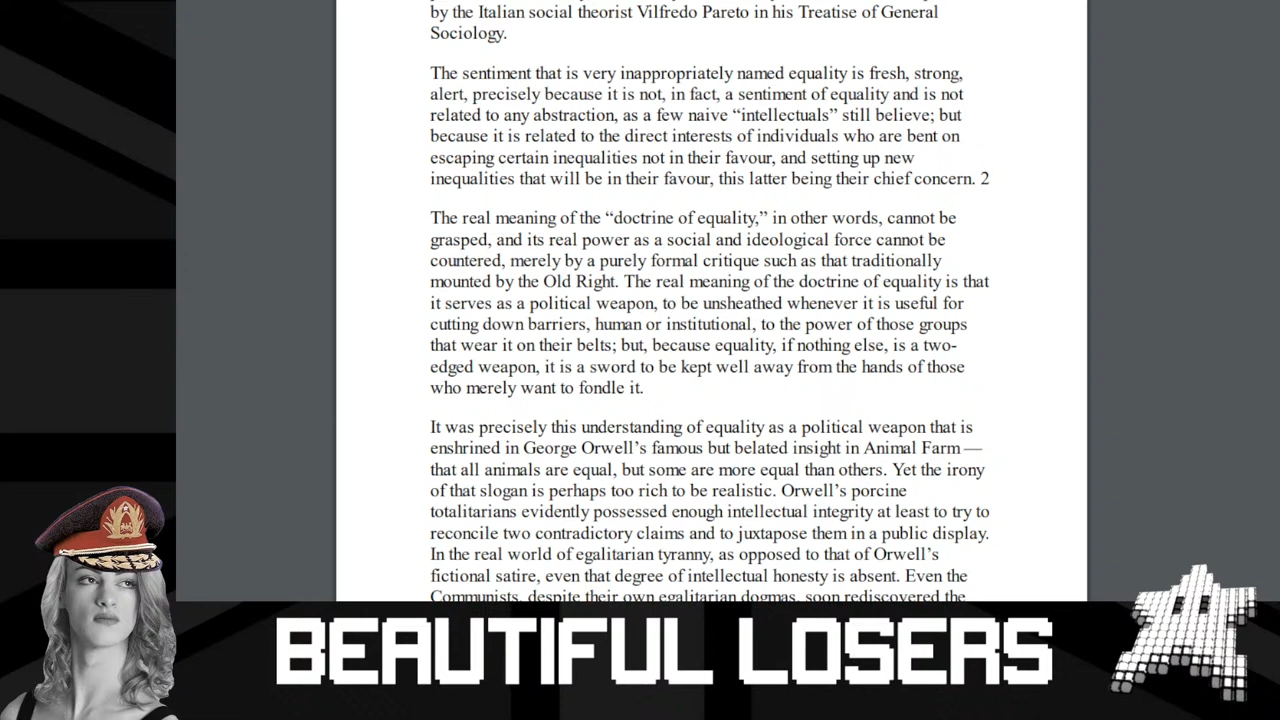 by the Italian social theorist Vilfredo Pareto in his Treatise of General
Sociology.
The sentiment that is very inappropriately named equality is fresh, strong,
alert, precisely because it is not, in fact, a sentiment of equality and is not
related to any abstraction, as a few naive “intellectuals” still believe; but
because it is related to the direct interests of individuals who are bent on
escaping certain inequalities not in their favour, and setting up new
inequalities that will be in their favour, this latter being their chief concern. 2
The real meaning of the “doctrine of equality,” in other words, cannot be
grasped, and its real power as a social and ideological force cannot be
countered, merely by a purely formal critique such as that traditionally
mounted by the Old Right. The real meaning of the doctrine of equality is that
it serves as a political weapon, to be unsheathed whenever it is useful for
cutting down barriers, human or institutional, to the power of those groups
that wear it on their belts; but, because equality, if nothing else, is a two-
edged weapon, it is a sword to be kept well away from the hands of those
who merely want to fondle it.
It was precisely this understanding of equality as a political weapon that is
enshrined in George Orwell’s famous but belated insight in Animal Farm —
that all animals are equal, but some are more equal than others. Yet the irony
of that slogan is perhaps too rich to be realistic. Orwell’s porcine
totalitarians evidently possessed enough intellectual integrity at least to try to
reconcile two contradictory claims and to juxtapose them in a public display.
In the real world of egalitarian tyranny, as opposed to that of Orwell’s
fictional satire, even that degree of intellectual honesty is absent. Even the
Communists, despite their own egalitarian dogmas, soon rediscovered the
BEAUTIFUL LOSERS